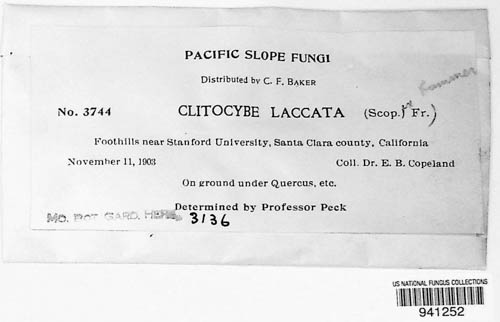 PACIFIC SLOPE FUNGI
Distributed by C. F. BAKER
Kummer
No. 3744 CLITOCYBE LACCATA (Scop.) Fr.)
Foothills near Stanford University, Santa Clara county, California
November 11, 1903 Coll. Dr. E. B. Copeland
On ground under Quercus, etc.
Determined by Professor Peck
MO. BOT. GARD. HERB. 3136
US NATIONAL FUNGUS COLLECTIONS
941252